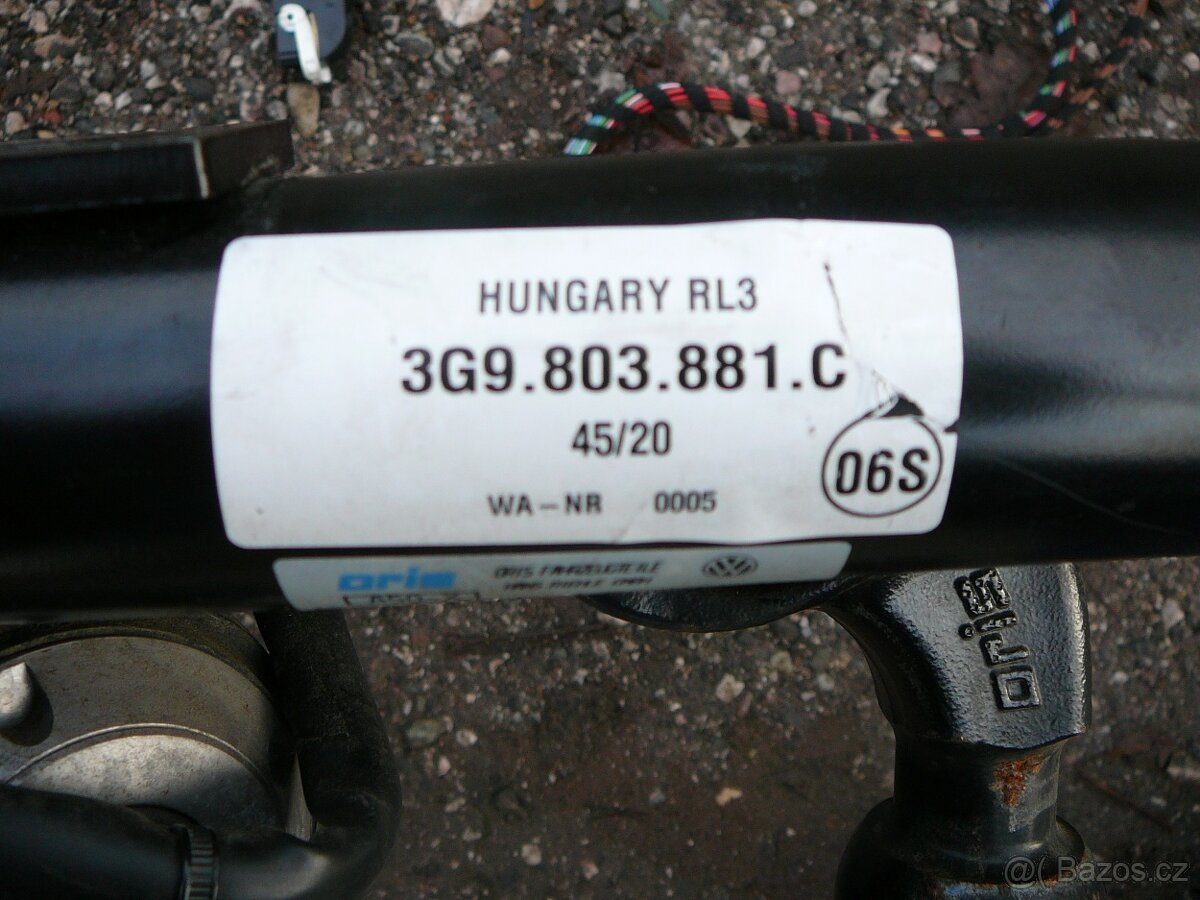 HUNGARY RL3
3G9.803.881.C
45/20
06S
WA-NR 0005
oris
oris
@( Bazos.cz